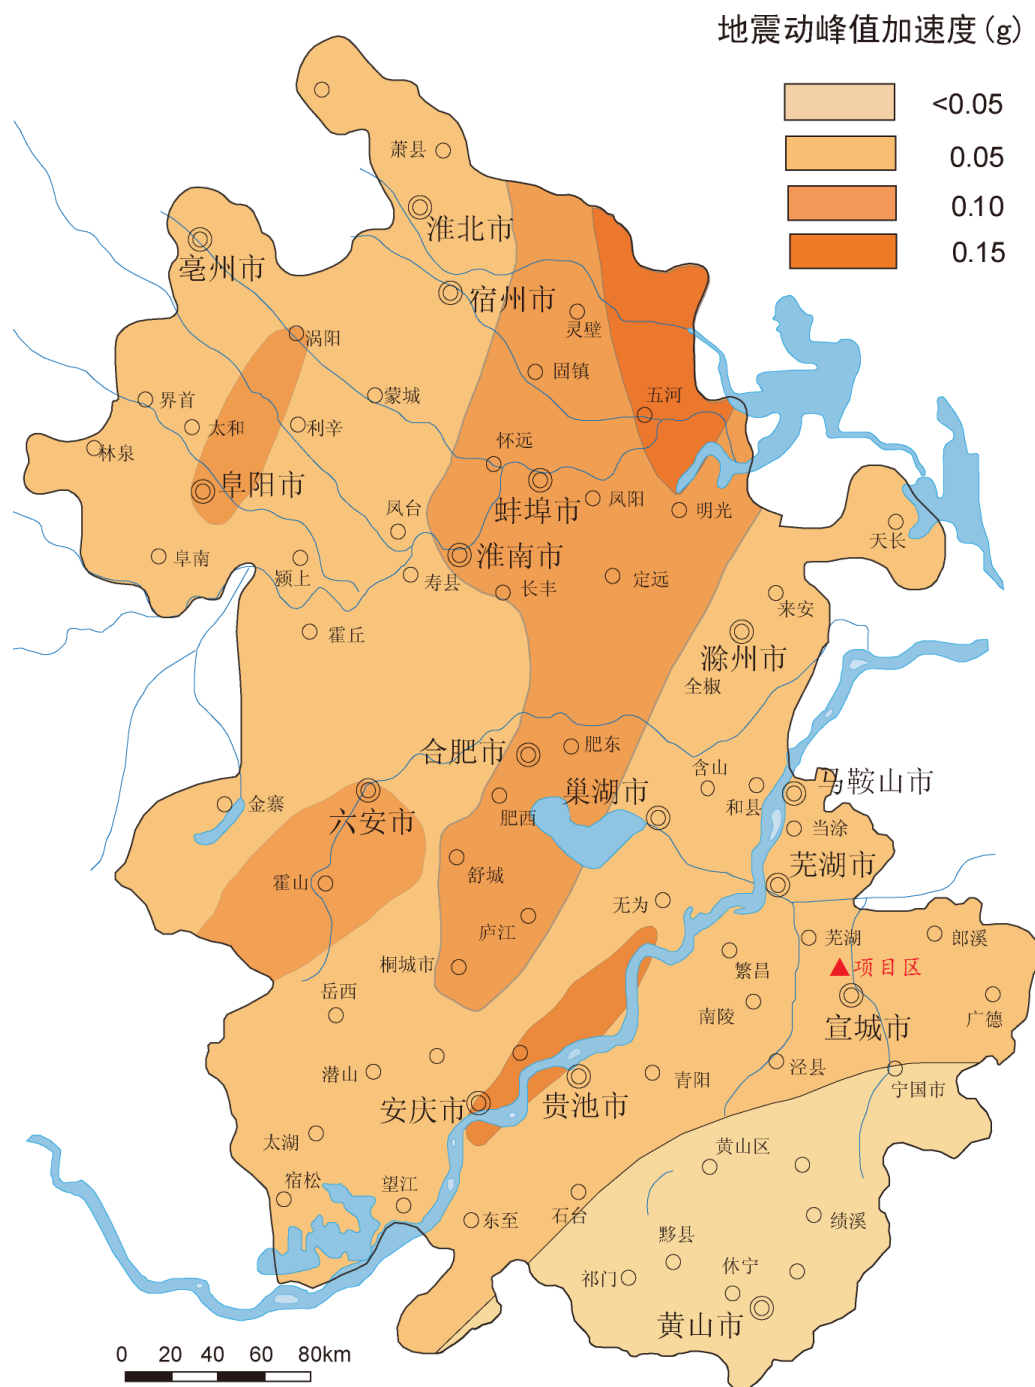 地震动峰值加速度(g)
<0.05
0.05
0.10
0.15
萧县
淮北市
亳州市
宿州市
灵壁
涡阳
固镇
界首
蒙城
五河
太和
利辛
林泉
怀远
阜阳市
蚌埠市
凤阳
明光
凤台
天长
淮南市
阜南
颍上
寿县
长丰
定远
来安
霍丘
滁州市
全椒
合肥市
肥东
含山
马鞍山市
金寨
六安市
肥西
巢湖市
和县
当涂
舒城
芜湖市
霍山
无为
庐江
芜湖
郎溪
桐城市
繁昌
项目区
岳西
南陵
宣城市
广德
潜山
青阳
泾县
宁国市
安庆市
贵池市
太湖
黄山区
宿松
望江
东至
石台
绩溪
黟县
祁门
休宁
黄山市
0 20 40 60 80km